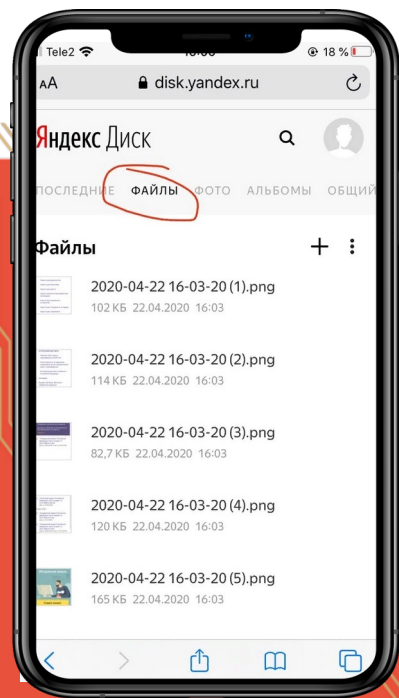 Tele2 18 %
AA disk.yandex.ru
Яндекс Диск
ПОСЛЕДНИЕ ФАЙЛЫ ФОТО АЛЬБОМЫ ОБЩИЙ
Файлы
2020-04-22 16-03-20 (1).png
102 КБ 22.04.2020 16:03
2020-04-22 16-03-20 (2).png
114 КБ 22.04.2020 16:03
2020-04-22 16-03-20 (3).png
82,7 КБ 22.04.2020 16:03
2020-04-22 16-03-20 (4).png
120 КБ 22.04.2020 16:03
2020-04-22 16-03-20 (5).png
165 КБ 22.04.2020 16:03